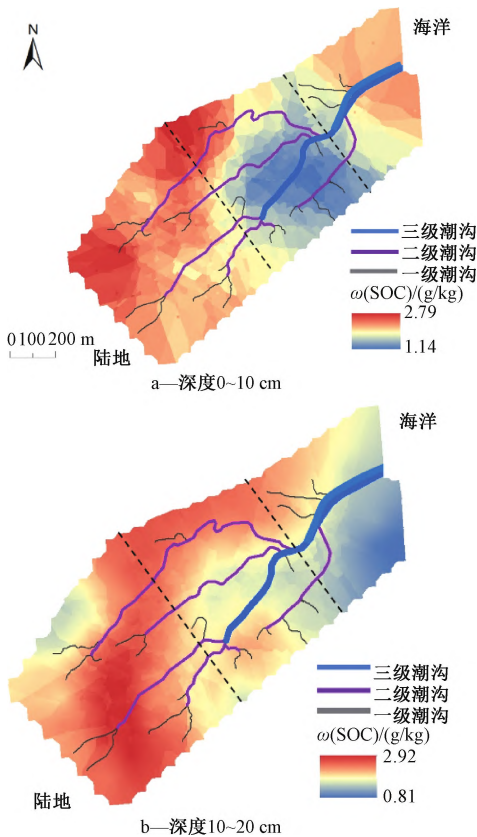 N
海洋
三级潮沟
二级潮沟
一级潮沟
ω(SOC)/(g/kg)
2.79
1.14
0 100 200 m
陆地
a—深度0~10 cm
海洋
三级潮沟
二级潮沟
一级潮沟
ω(SOC)/(g/kg)
2.92
0.81
陆地
b—深度10~20 cm